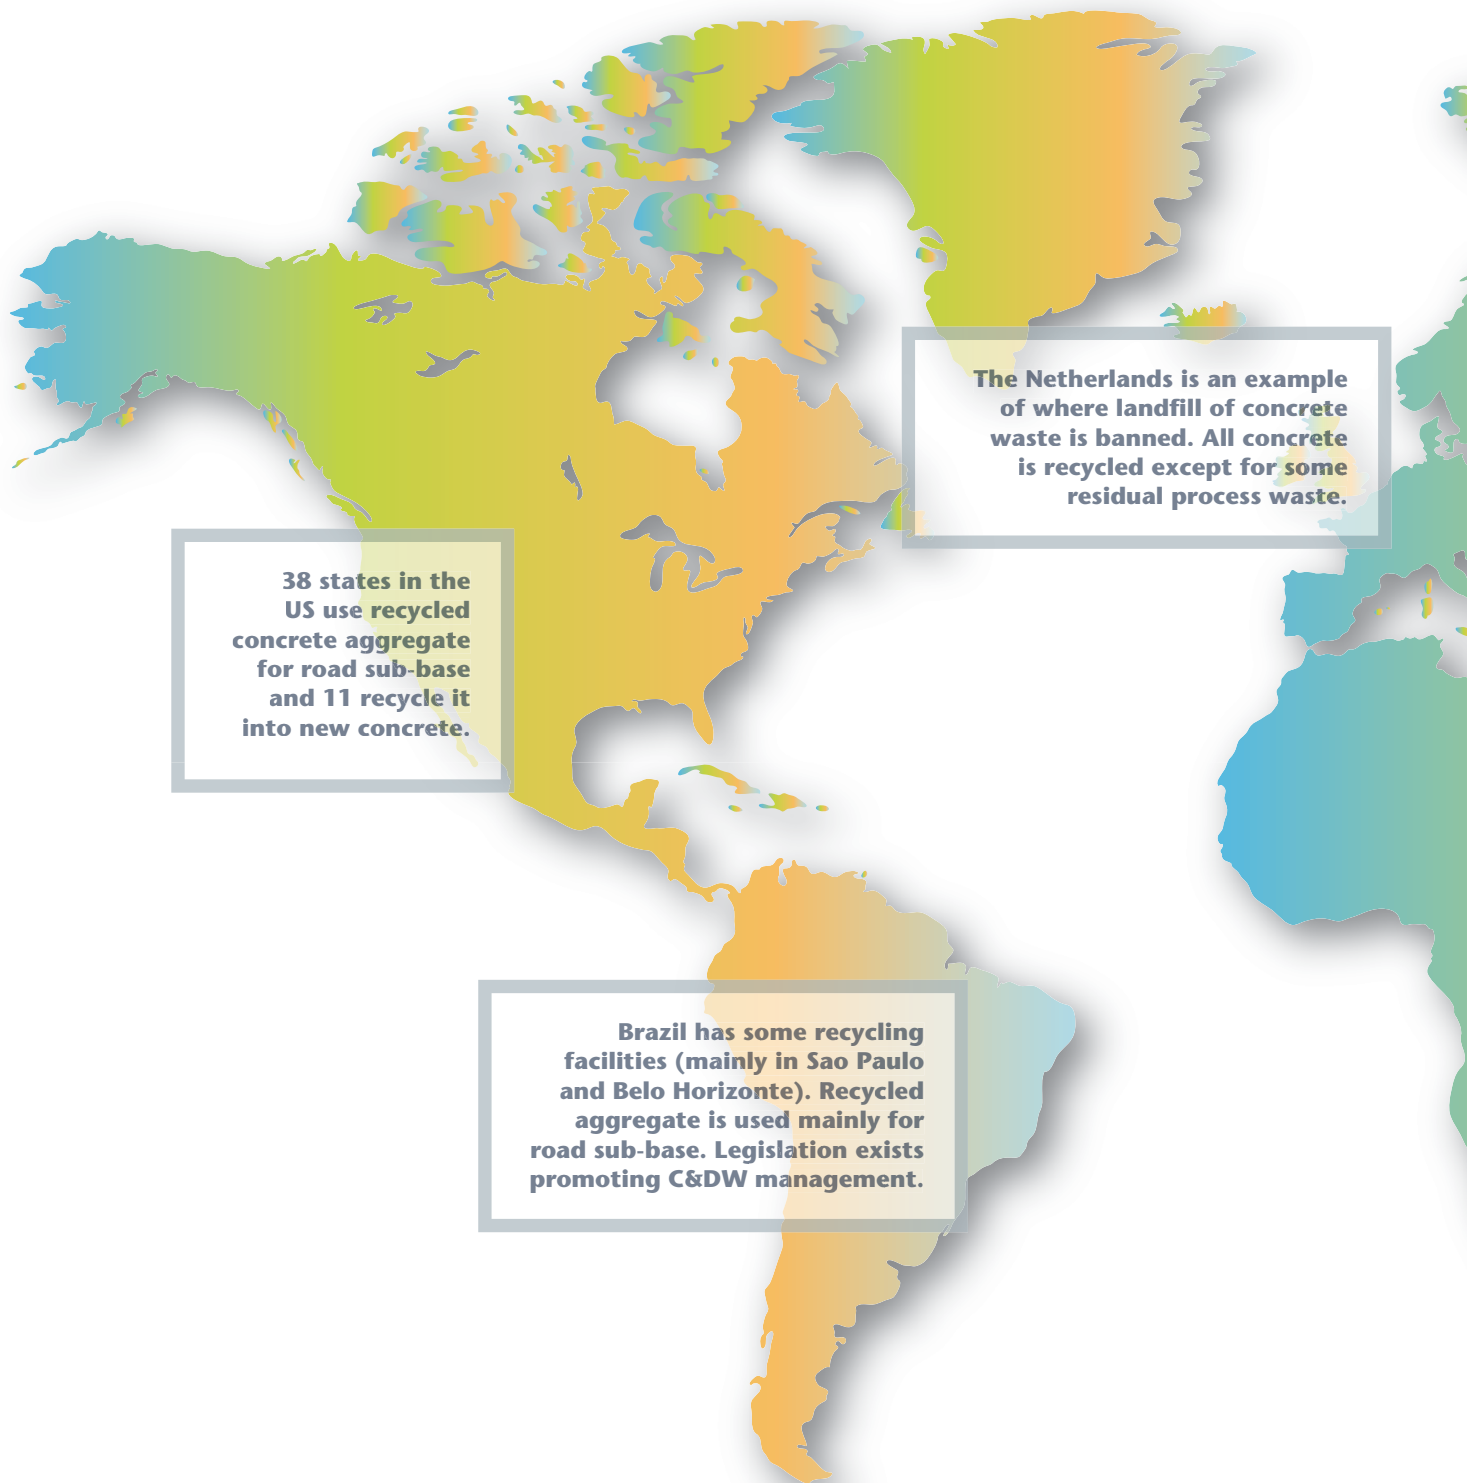 The Netherlands is an example
of where landfill of concrete
waste is banned. All concrete
is recycled except for some
residual process waste.
38 states in the
US use recycled
concrete aggregate
for road sub-base
and 11 recycle it
into new concrete.
Brazil has some recycling
facilities (mainly in Sao Paulo
and Belo Horizonte). Recycled
aggregate is used mainly for
road sub-base. Legislation exists
promoting C&DW management.